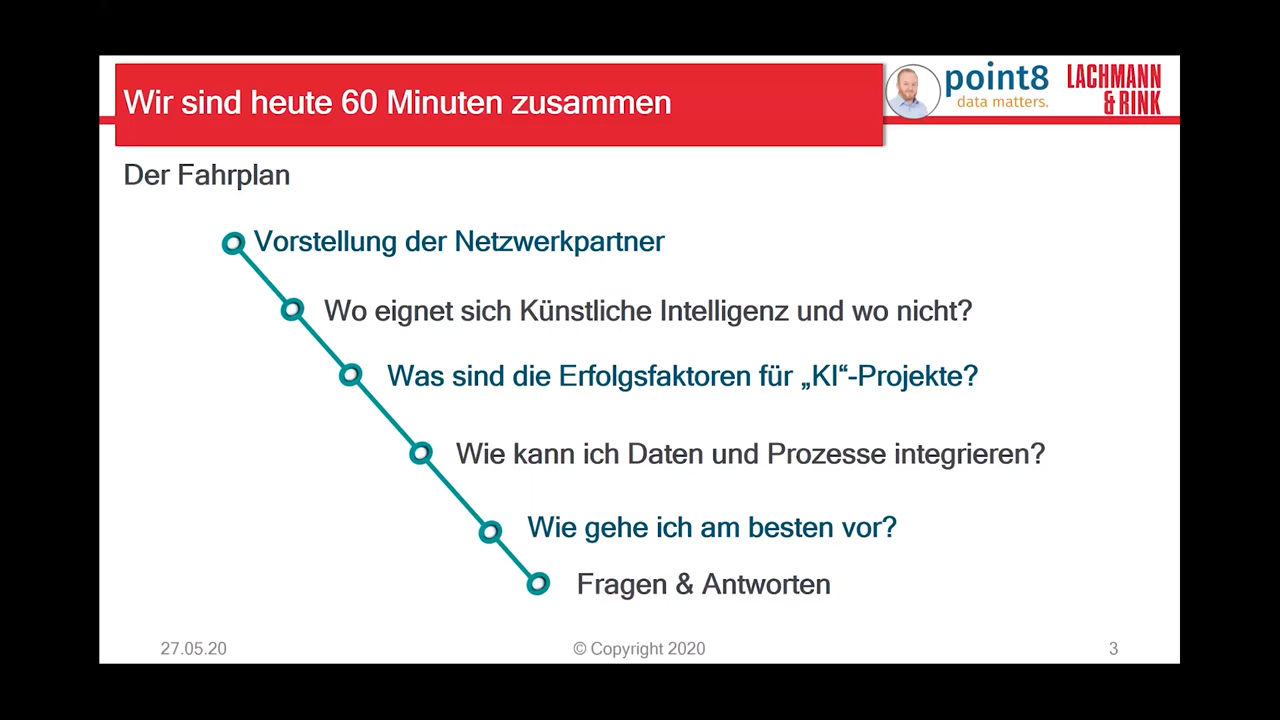 Wir sind heute 60 Minuten zusammen
point8
data matters.
LACHMANN
& RINK
Der Fahrplan
Vorstellung der Netzwerkpartner
Wo eignet sich Künstliche Intelligenz und wo nicht?
Was sind die Erfolgsfaktoren für „KI“-Projekte?
Wie kann ich Daten und Prozesse integrieren?
Wie gehe ich am besten vor?
Fragen & Antworten
27.05.20
© Copyright 2020
3